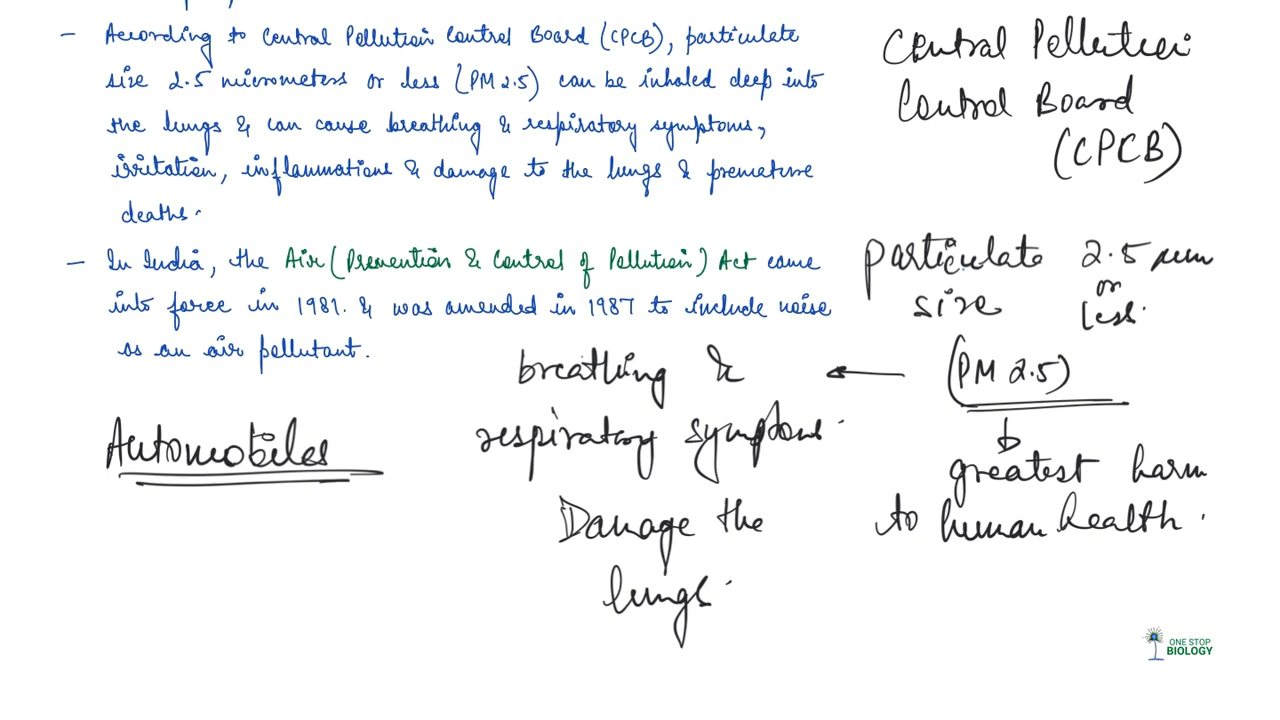 - According to Central Pollution Control Board (CPCB), particulate
size 2.5 micrometers or less (PM 2.5) can be inhaled deep into
the lungs & can cause breathing & respiratory symptoms,
irritation, inflammations & damage to the lungs & premature
deaths.
- In India, the Air (Prevention & Control of Pollution) Act came
into force in 1981. & was amended in 1987 to include noise
as an air pollutant.
Automobiles
Central Pollution
Control Board
(CPCB)
particulate 2.5 µm
size or
less.
(PM 2.5)
greatest harm
to human health.
breathing &
respiratory symptoms.
Damage the
lungs.
ONE STOP
BIOLOGY